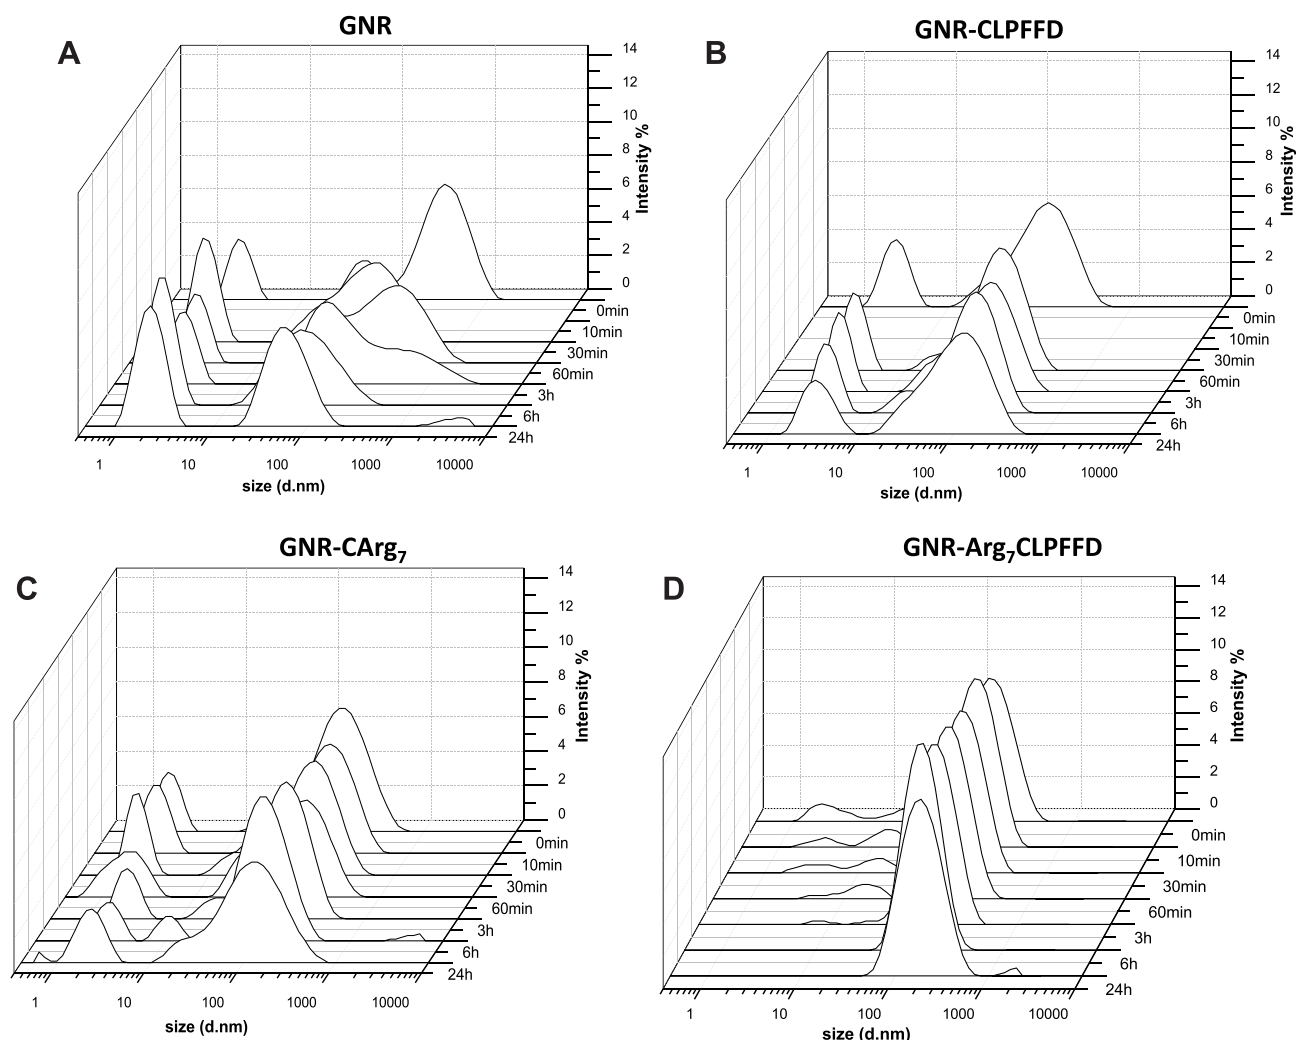 GNR
A
14
12
10
8
6
4
2
0
Intensity %
0min
10min
30min
60min
3h
6h
24h
1 10 100 1000 10000
size (d.nm)
GNR-CLPFFD
B
14
12
10
8
6
4
2
0
Intensity %
0min
10min
30min
60min
3h
6h
24h
1 10 100 1000 10000
size (d.nm)
GNR-CArg7
C
14
12
10
8
6
4
2
0
Intensity %
0min
10min
30min
60min
3h
6h
24h
1 10 100 1000 10000
size (d.nm)
GNR-Arg7CLPFFD
D
14
12
10
8
6
4
2
0
Intensity %
0min
10min
30min
60min
3h
6h
24h
1 10 100 1000 10000
size (d.nm)